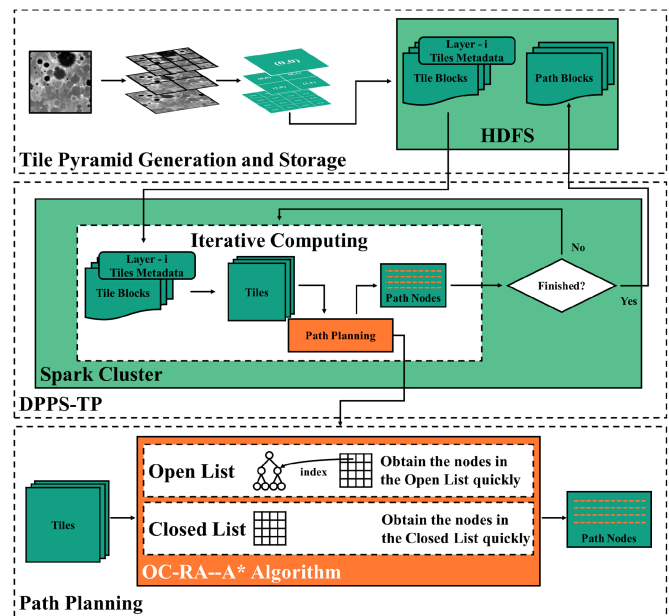 (0,0)
Layer - i
Tiles Metadata
Tile Blocks
Path Blocks
HDFS
Tile Pyramid Generation and Storage
Iterative Computing
No
Layer - i
Tiles Metadata
Tile Blocks
Tiles
Path Nodes
Finished?
Yes
Path Planning
Spark Cluster
DPPS-TP
Open List
index
Obtain the nodes in
the Open List quickly
Tiles
Closed List
Obtain the nodes in
the Closed List quickly
Path Nodes
OC-RA--A* Algorithm
Path Planning